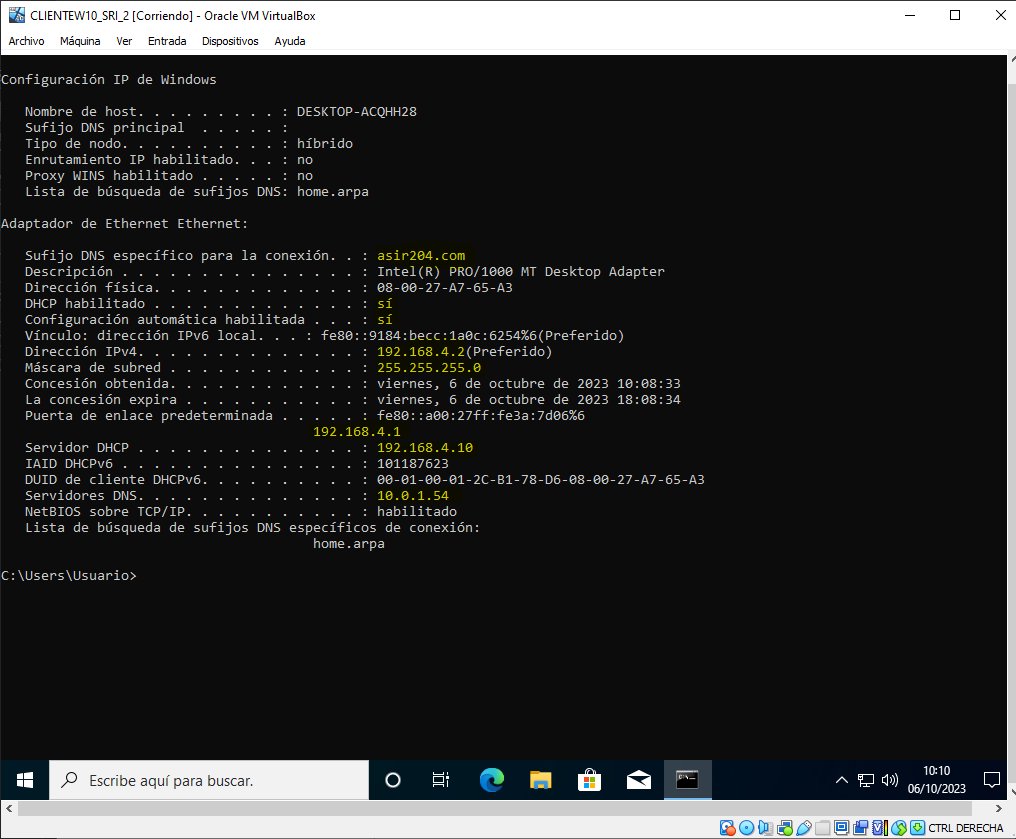 CLIENTEW10_SRI_2 [Corriendo] - Oracle VM VirtualBox
Archivo Máquina Ver Entrada Dispositivos Ayuda
Configuración IP de Windows
Nombre de host. . . . . . . . . : DESKTOP-ACQHH28
Sufijo DNS principal . . . . . :
Tipo de nodo. . . . . . . . . . : híbrido
Enrutamiento IP habilitado. . . : no
Proxy WINS habilitado . . . . . : no
Lista de búsqueda de sufijos DNS: home.arpa
Adaptador de Ethernet Ethernet:
Sufijo DNS específico para la conexión. . : asir204.com
Descripción . . . . . . . . . . . . . . . : Intel(R) PRO/1000 MT Desktop Adapter
Dirección física. . . . . . . . . . . . . : 08-00-27-A7-65-A3
DHCP habilitado . . . . . . . . . . . . . : sí
Configuración automática habilitada . . . : sí
Vínculo: dirección IPv6 local. . . : fe80::9184:becc:1a0c:6254%6(Preferido)
Dirección IPv4. . . . . . . . . . . . . . : 192.168.4.2(Preferido)
Máscara de subred . . . . . . . . . . . . : 255.255.255.0
Concesión obtenida. . . . . . . . . . . . : viernes, 6 de octubre de 2023 10:08:33
La concesión expira . . . . . . . . . . . : viernes, 6 de octubre de 2023 18:08:34
Puerta de enlace predeterminada . . . . . : fe80::a00:27ff:fe3a:7d06%6
192.168.4.1
Servidor DHCP . . . . . . . . . . . . . . : 192.168.4.10
IAID DHCPv6 . . . . . . . . . . . . . . . : 101187623
DUID de cliente DHCPv6. . . . . . . . . . : 00-01-00-01-2C-B1-78-D6-08-00-27-A7-65-A3
Servidores DNS. . . . . . . . . . . . . . : 10.0.1.54
NetBIOS sobre TCP/IP. . . . . . . . . . . : habilitado
Lista de búsqueda de sufijos DNS específicos de conexión:
home.arpa
C:\Users\Usuario>
Escribe aquí para buscar.
10:10
06/10/2023
CTRL DERECHA